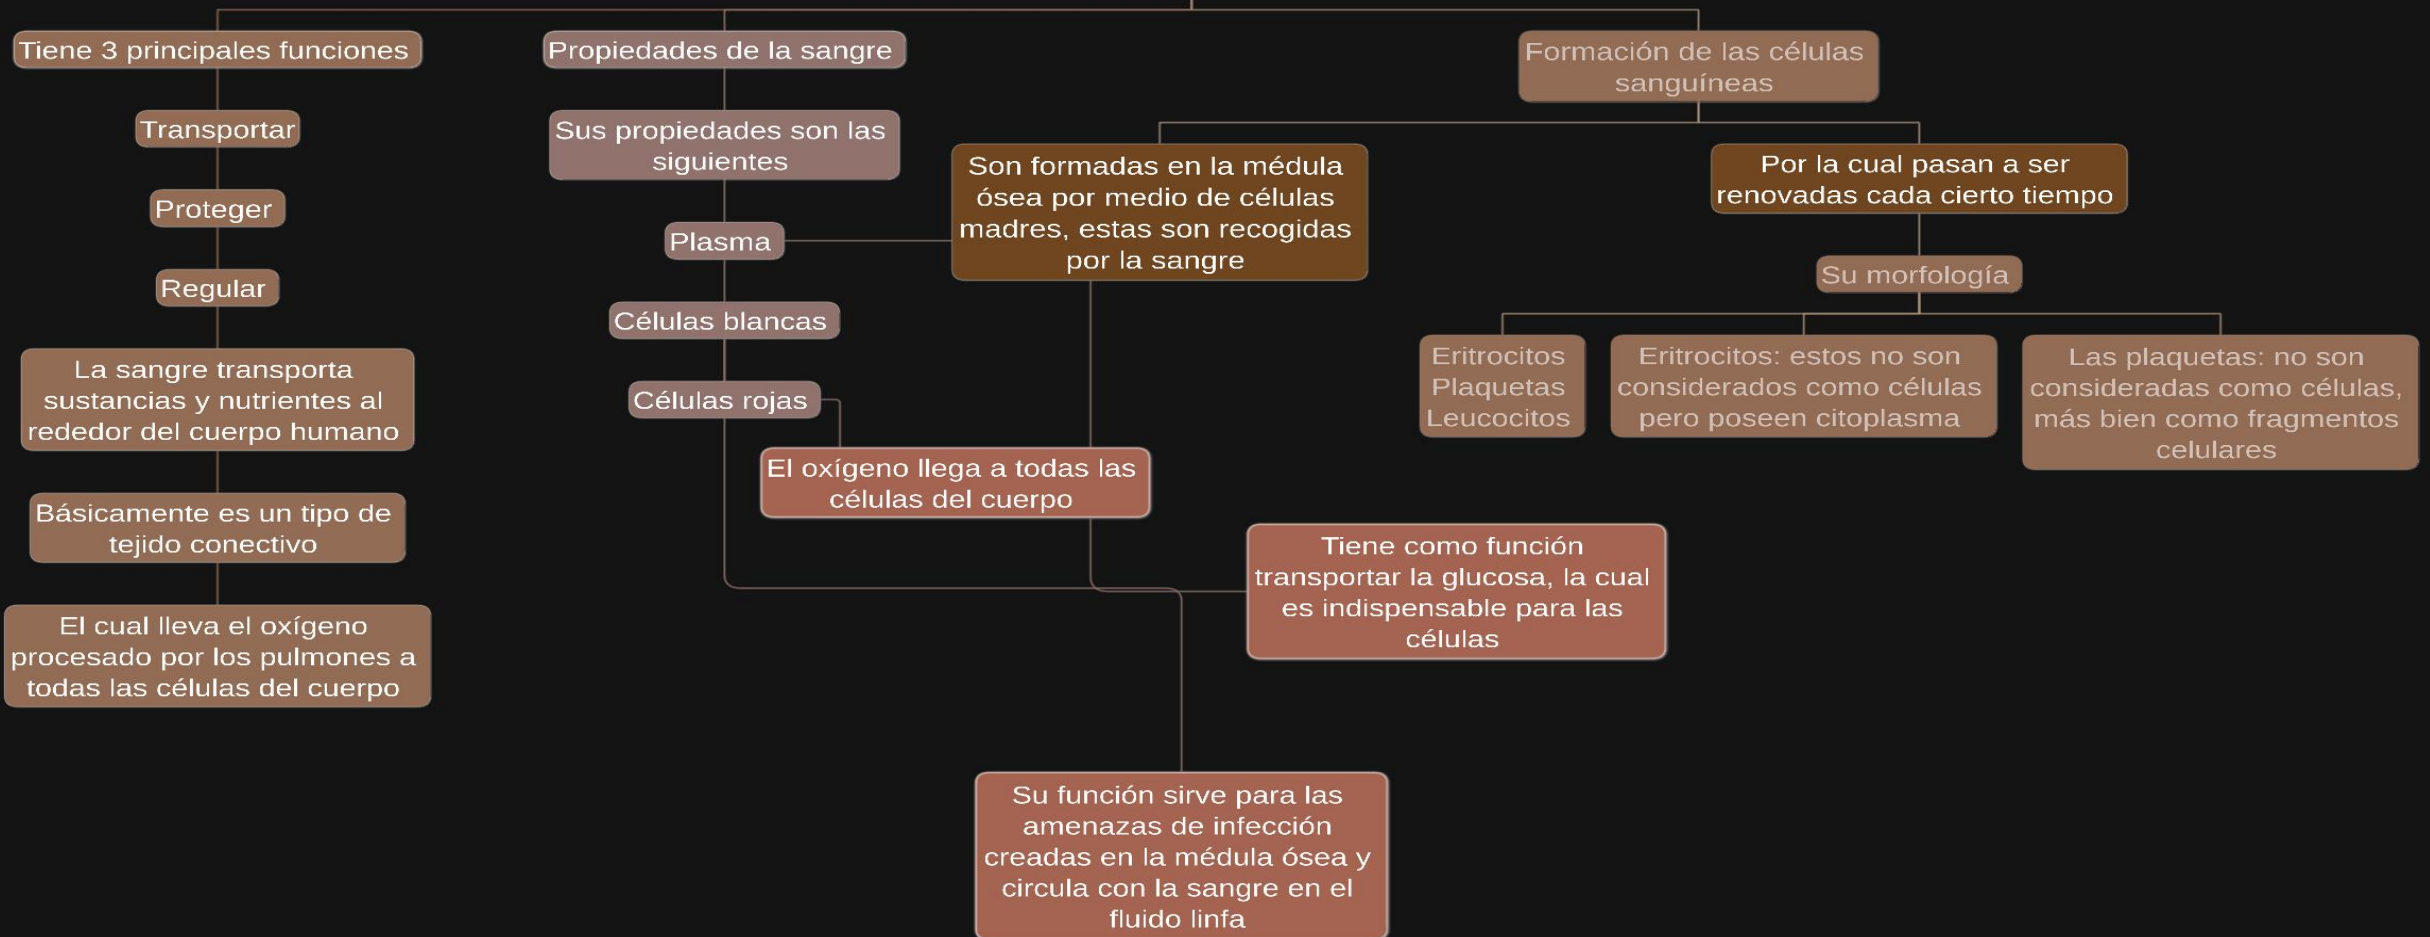 Tiene 3 principales funciones
Transportar
Proteger
Regular
La sangre transporta
sustancias y nutrientes al
rededor del cuerpo humano
Básicamente es un tipo de
tejido conectivo
El cual lleva el oxígeno
procesado por los pulmones a
todas las células del cuerpo
Propiedades de la sangre
Sus propiedades son las
siguientes
Plasma
Células blancas
Células rojas
El oxígeno llega a todas las
células del cuerpo
Tiene como función
transportar la glucosa, la cual
es indispensable para las
células
Su función sirve para las
amenazas de infección
creadas en la médula ósea y
circula con la sangre en el
fluido linfa
Formación de las células
sanguíneas
Son formadas en la médula
ósea por medio de células
madres, estas son recogidas
por la sangre
Por la cual pasan a ser
renovadas cada cierto tiempo
Su morfología
Eritrocitos
Plaquetas
Leucocitos
Eritrocitos: estos no son
considerados como células
pero poseen citoplasma
Las plaquetas: no son
consideradas como células,
más bien como fragmentos
celulares